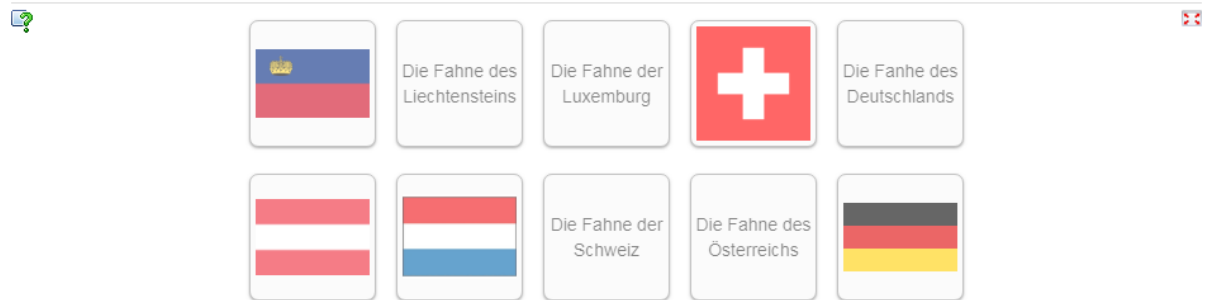 Die Fahne des
Liechtensteins
Die Fahne der
Luxemburg
Die Fanhe des
Deutschlands
Die Fahne der
Schweiz
Die Fahne des
Österreichs